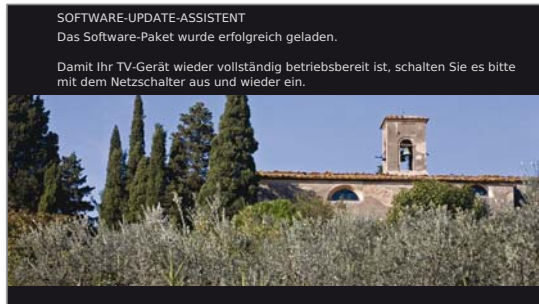 SOFTWARE-UPDATE-ASSISTENT
Das Software-Paket wurde erfolgreich geladen.
Damit Ihr TV-Gerät wieder vollständig betriebsbereit ist, schalten Sie es bitte
mit dem Netzschalter aus und wieder ein.